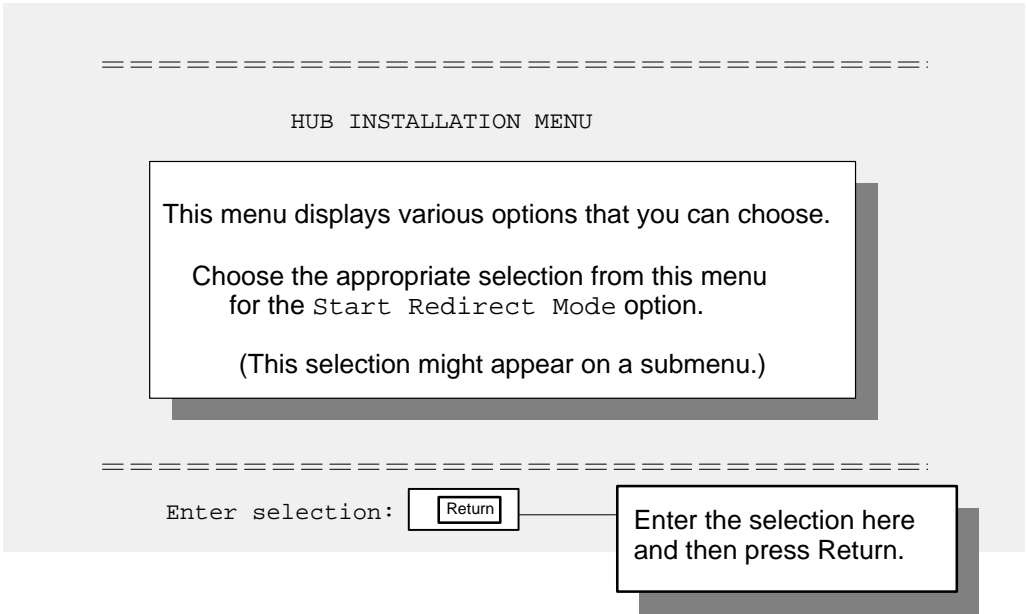 =============================
HUB INSTALLATION MENU
This menu displays various options that you can choose.
Choose the appropriate selection from this menu
for the Start Redirect Mode option.
(This selection might appear on a submenu.)
=============================
Enter selection: Return
Enter the selection here
and then press Return.